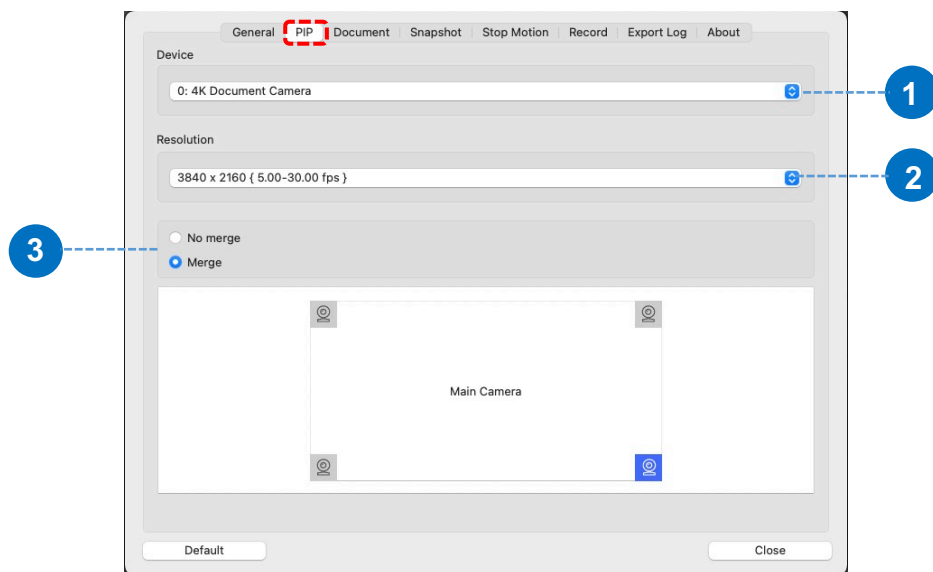 General PIP Document Snapshot Stop Motion Record Export Log About
Device
0: 4K Document Camera
1
Resolution
3840 x 2160 { 5.00-30.00 fps }
2
No merge
3
Merge
Main Camera
Default Close